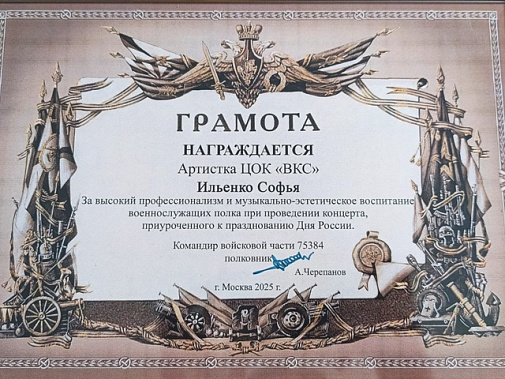 ГРАМОТА
НАГРАЖДАЕТСЯ
Артистка ЦОК «ВКС»
Ильенко Софья
За высокий профессионализм и музыкально-эстетическое воспитание
военнослужащих полка при проведении концерта,
приуроченного к празднованию Дня России.
Командир войсковой части 75384
полковник
А.Черепанов
г. Москва 2025 г.